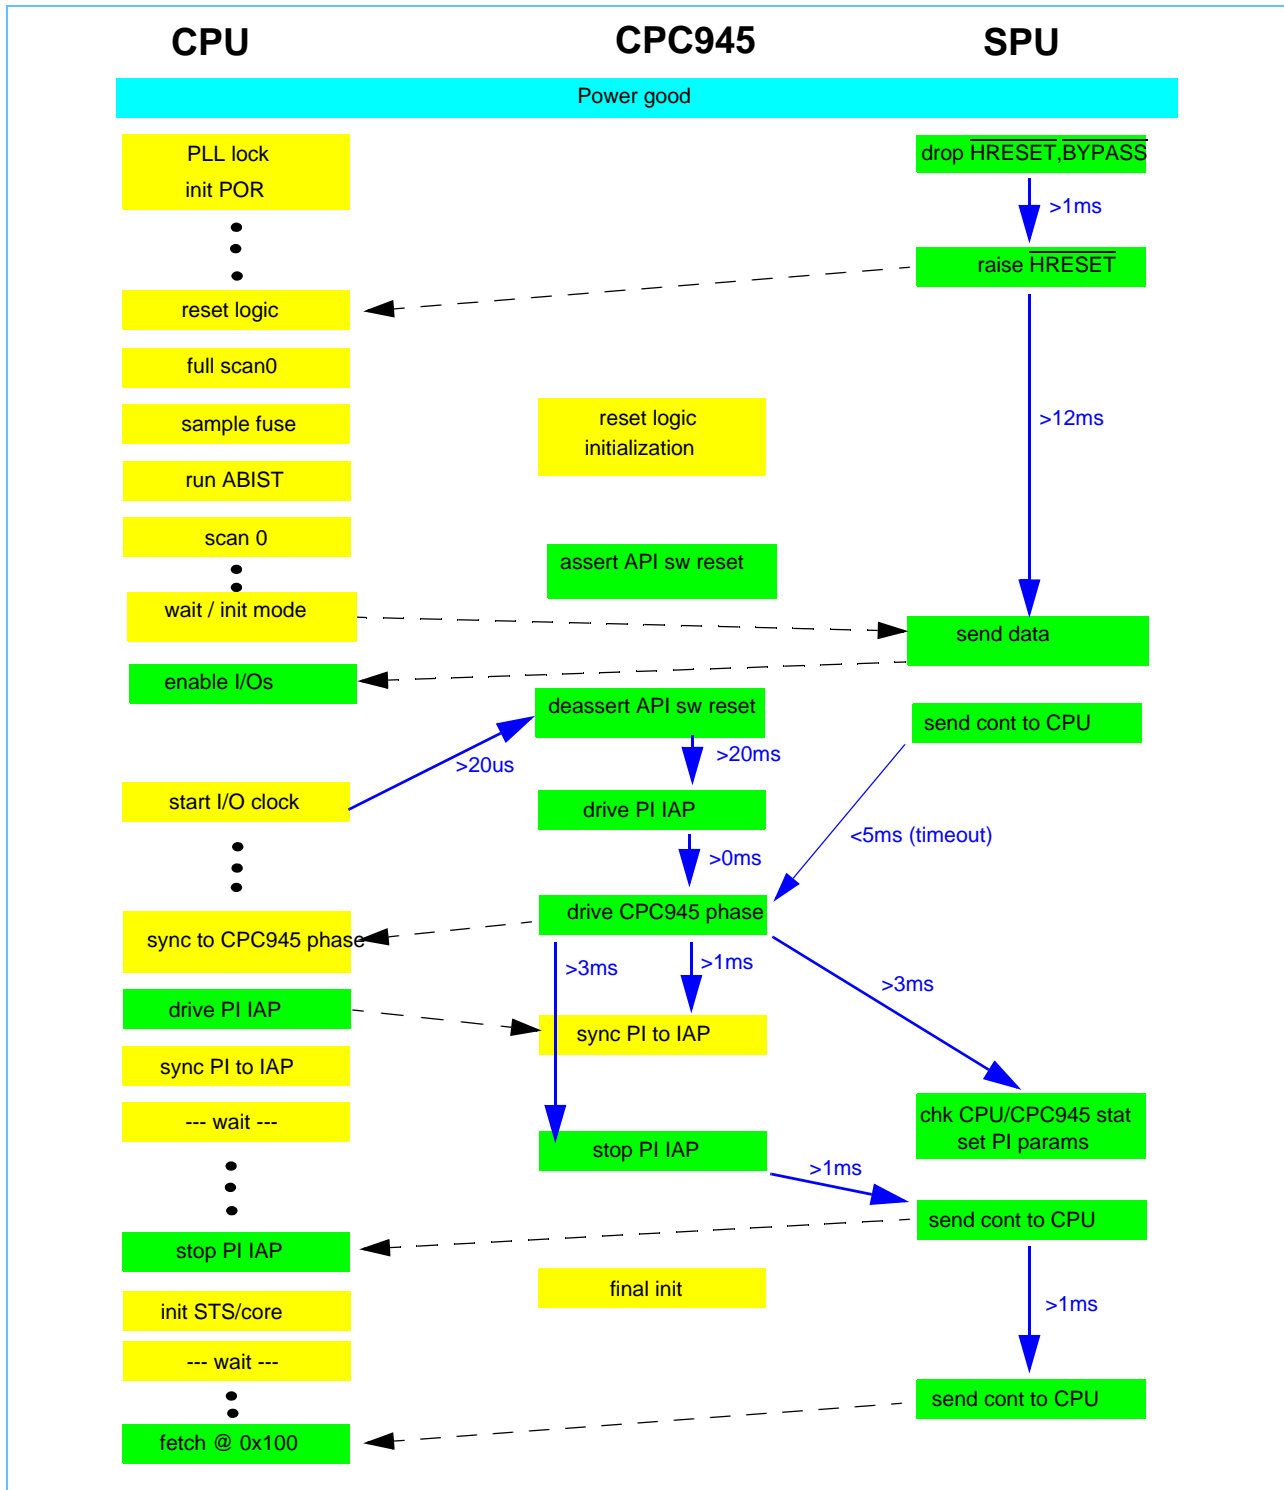 CPU CPC945 SPU
Power good
PLL lock
init POR
drop HRESET,BYPASS
>1ms
raise HRESET
reset logic
full scan0
sample fuse
reset logic
initialization
>12ms
run ABIST
scan 0
assert API sw reset
wait / init mode
send data
enable I/Os
deassert API sw reset
send cont to CPU
>20us
>20ms
start I/O clock
drive PI IAP
<5ms (timeout)
>0ms
drive CPC945 phase
sync to CPC945 phase
>3ms
>1ms
>3ms
drive PI IAP
sync PI to IAP
sync PI to IAP
--- wait ---
chk CPU/CPC945 stat
set PI params
stop PI IAP
>1ms
send cont to CPU
stop PI IAP
final init
init STS/core
>1ms
--- wait ---
send cont to CPU
fetch @ 0x100